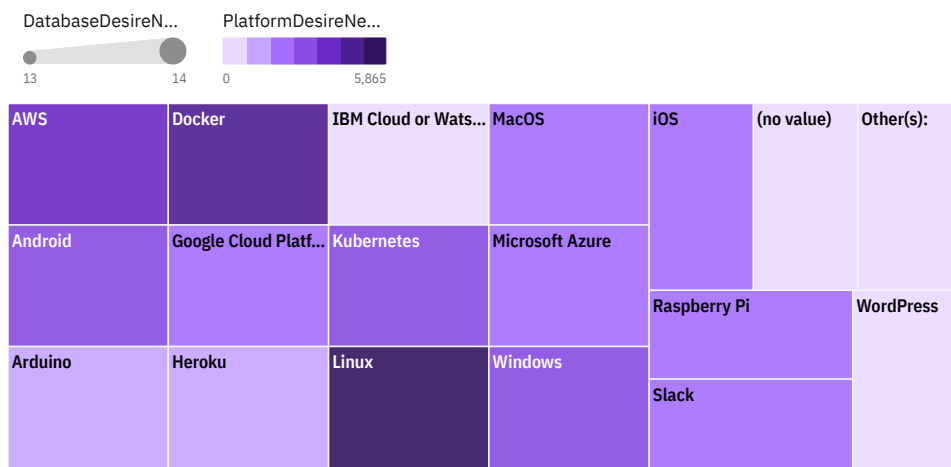 DatabaseDesireN... PlatformDesireNe...
13 14 0 5,865
AWS Docker IBM Cloud or Wats... MacOS iOS (no value) Other(s):
Android Google Cloud Platf... Kubernetes Microsoft Azure
Raspberry Pi WordPress
Arduino Heroku Linux Windows
Slack